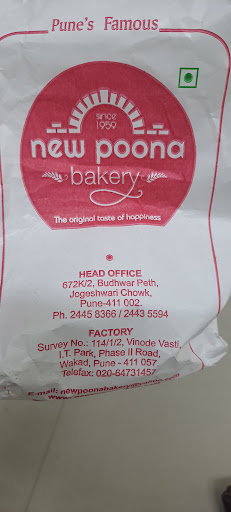 Pune's Famous
since
1959
new poona
bakery
The original taste of happiness
HEAD OFFICE
672K/2, Budhwar Peth,
Jogeshwari Chowk,
Pune-411 002.
Ph. 2445 8366 / 2443 5594
FACTORY
Survey No.: 114/1/2, Vinode Vasti,
I.T. Park, Phase II Road,
Wakad, Pune - 411 057.
Telefax: 020-64731457
E-mail: